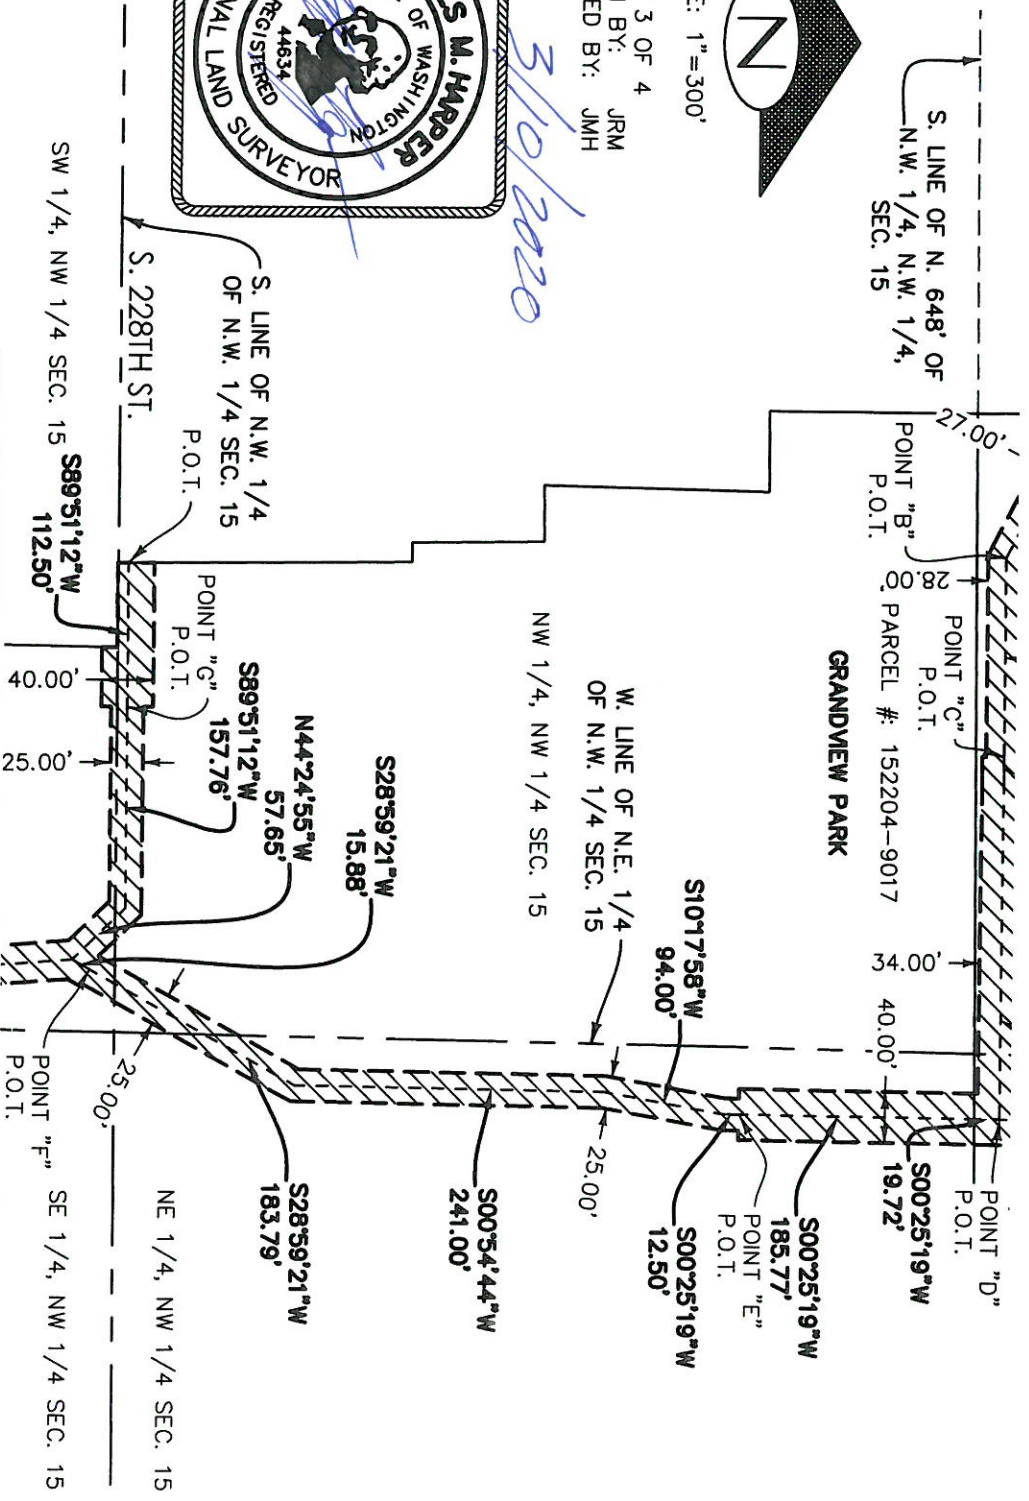 S. LINE OF N. 648' OF
N.W. 1/4, N.W. 1/4,
SEC. 15
N
1"=300'
3 OF 4
BY: JRM
BY: JMH
3/10/2020
M. HARPER
OF WASHINGTON
44634
REGISTERED
LAND SURVEYOR
27.00'
POINT "B"
P.O.T.
28.00'
POINT "C"
P.O.T.
PARCEL #: 152204-9017
GRANDVIEW PARK
34.00'
40.00'
POINT "D"
P.O.T.
S00°25'19"W
19.72'
S00°25'19"W
185.77'
POINT "E"
P.O.T.
S00°25'19"W
12.50'
S10°17'58"W
94.00'
25.00'
W. LINE OF N.E. 1/4
OF N.W. 1/4 SEC. 15
NW 1/4, NW 1/4 SEC. 15
S00°54'44"W
241.00'
S28°59'21"W
183.79'
S28°59'21"W
15.88'
N44°24'55"W
57.65'
S89°51'12"W
157.76'
POINT "G"
P.O.T.
S. LINE OF N.W. 1/4
OF N.W. 1/4 SEC. 15
P.O.T.
S. 228TH ST.
SW 1/4, NW 1/4 SEC. 15
S89°51'12"W
112.50'
40.00'
25.00'
25.00'
POINT "F"
P.O.T.
NE 1/4, NW 1/4 SEC. 15
SE 1/4, NW 1/4 SEC. 15